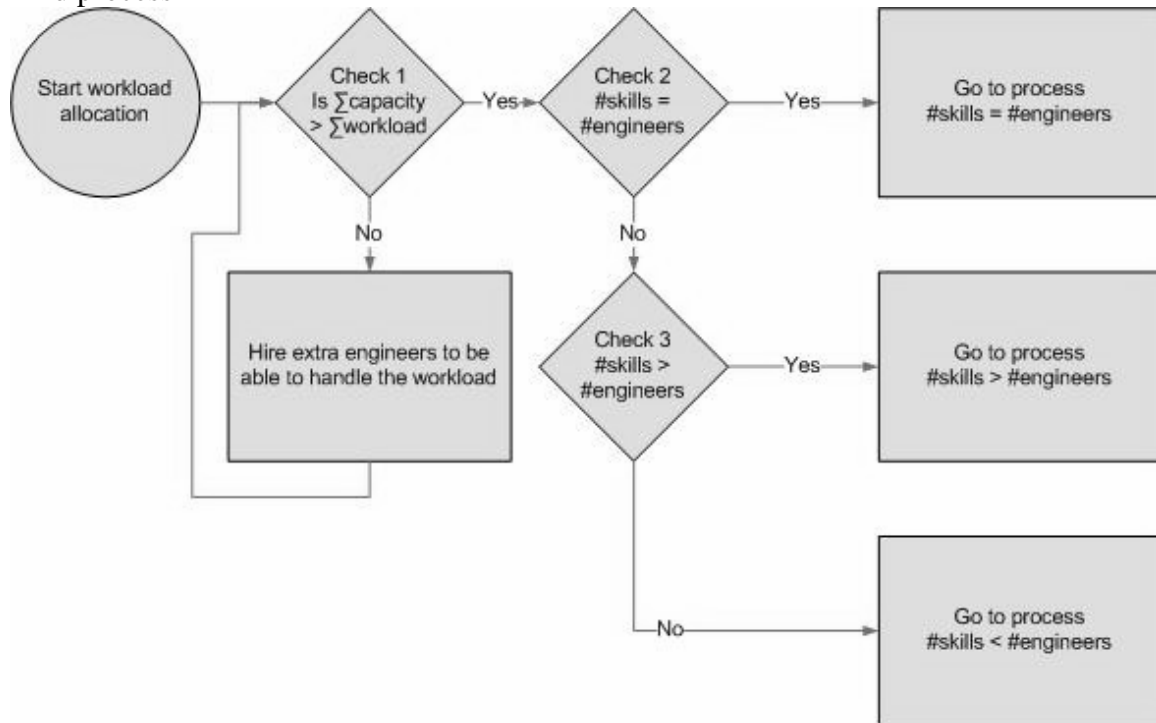 Start workload
allocation
Check 1
Is ∑capacity
> ∑workload
Yes
Check 2
#skills =
#engineers
Yes
Go to process
#skills = #engineers
No
No
Hire extra engineers to be
able to handle the workload
Check 3
#skills >
#engineers
Yes
Go to process
#skills > #engineers
No
Go to process
#skills < #engineers